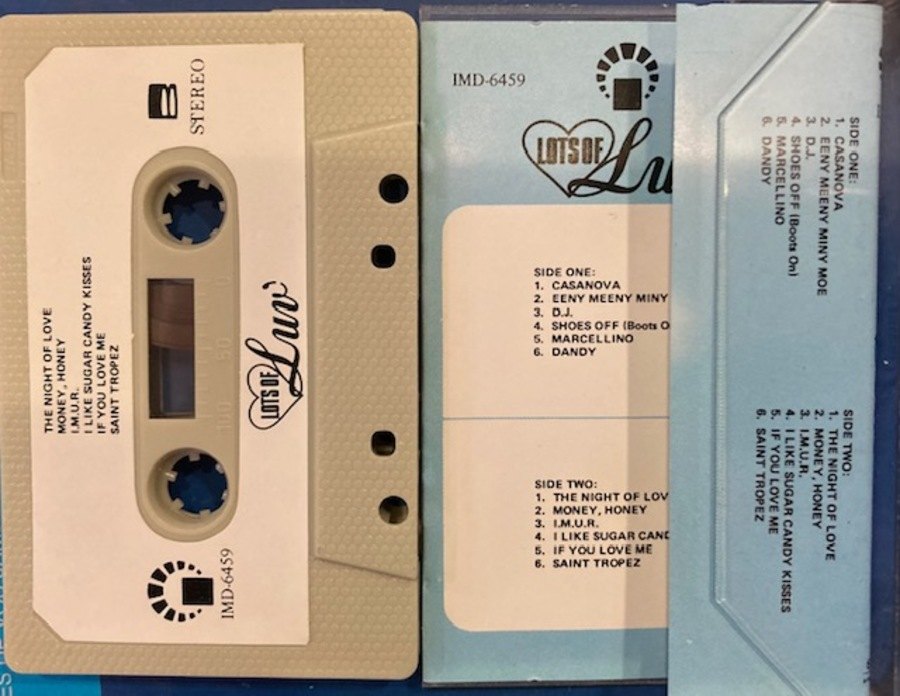 B
STEREO
LOTS OF Luv'
THE NIGHT OF LOVE
MONEY, HONEY
I.M.U.R.
I LIKE SUGAR CANDY KISSES
IF YOU LOVE ME
SAINT TROPEZ
IMD-6459
IMD-6459
LOTS OF Lu
SIDE ONE:
1. CASANOVA
2. EENY MEENY MINY
3. D.J.
4. SHOES OFF (Boots O
5. MARCELLINO
6. DANDY
SIDE TWO:
1. THE NIGHT OF LOV
2. MONEY, HONEY
3. I.M.U.R.
4. I LIKE SUGAR CAND
5. IF YOU LOVE ME
6. SAINT TROPEZ
SIDE ONE:
1. CASANOVA
2. EENY MEENY MINY MOE
3. D.J.
4. SHOES OFF (Boots On)
5. MARCELLINO
6. DANDY
SIDE TWO:
1. THE NIGHT OF LOVE
2. MONEY, HONEY
3. I.M.U.R.
4. I LIKE SUGAR CANDY KISSES
5. IF YOU LOVE ME
6. SAINT TROPEZ